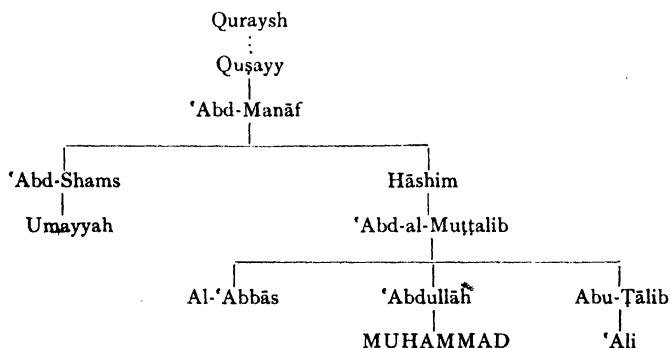 Quraysh
Quṣayy
ʿAbd-Manāf
ʿAbd-Shams Hāshim
Umayyah ʿAbd-al-Muṭṭalib
Al-ʿAbbās ʿAbdullāh Abu-Ṭālib
MUHAMMAD ʿAli